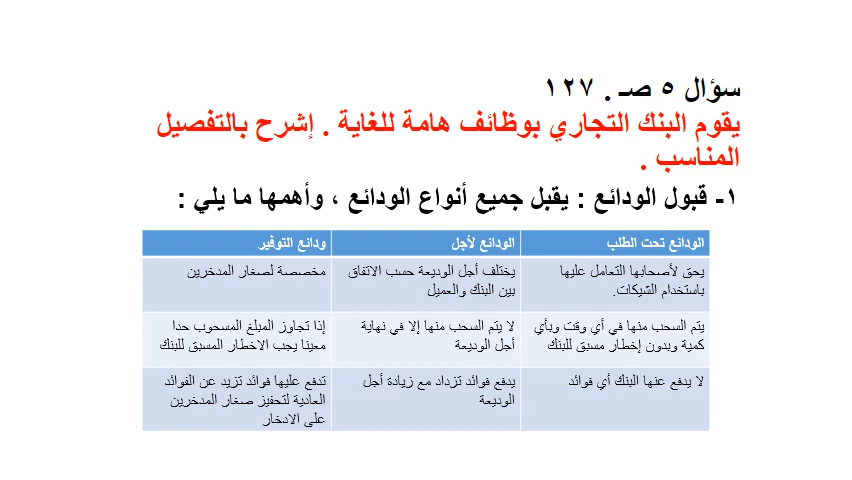 سؤال ٥ صـ . ١٢٧
يقوم البنك التجاري بوظائف هامة للغاية . إشرح بالتفصيل
المناسب .
١- قبول الودائع : يقبل جميع أنواع الودائع ، وأهمها ما يلي :
الودائع تحت الطلب
الودائع لأجل
ودائع التوفير
يحق لأصحابها التعامل عليها
باستخدام الشيكات.
يختلف أجل الوديعة حسب الاتفاق
بين البنك والعميل
مخصصة لصغار المدخرين
يتم السحب منها في أي وقت وبأي
كمية وبدون إخطار مسبق للبنك
لا يتم السحب منها إلا في نهاية
أجل الوديعة
إذا تجاوز المبلغ المسحوب حدا
معينا يجب الاخطار المسبق للبنك
لا يدفع عنها البنك أي فوائد
يدفع فوائد تزداد مع زيادة أجل
الوديعة
تدفع عليها فوائد تزيد عن الفوائد
العادية لتحفيز صغار المدخرين
على الادخار